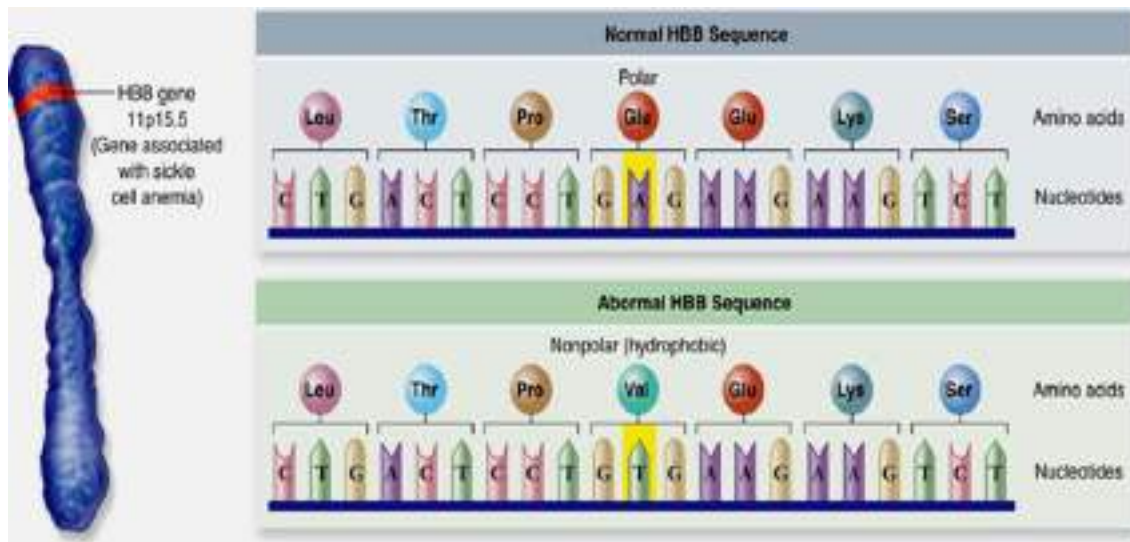 Normal HBB Sequence
Polar
Leu Thr Pro Glu Glu Lys Ser Amino acids
C T G A C T C C T G A G A A G A A G T C T Nucleotides
HBB gene
11p15.5
(Gene associated
with sickle
cell anemia)
Abormal HBB Sequence
Nonpolar (hydrophobic)
Leu Thr Pro Val Glu Lys Ser Amino acids
C T G A C T C C T G T G A A G A A G T C T Nucleotides